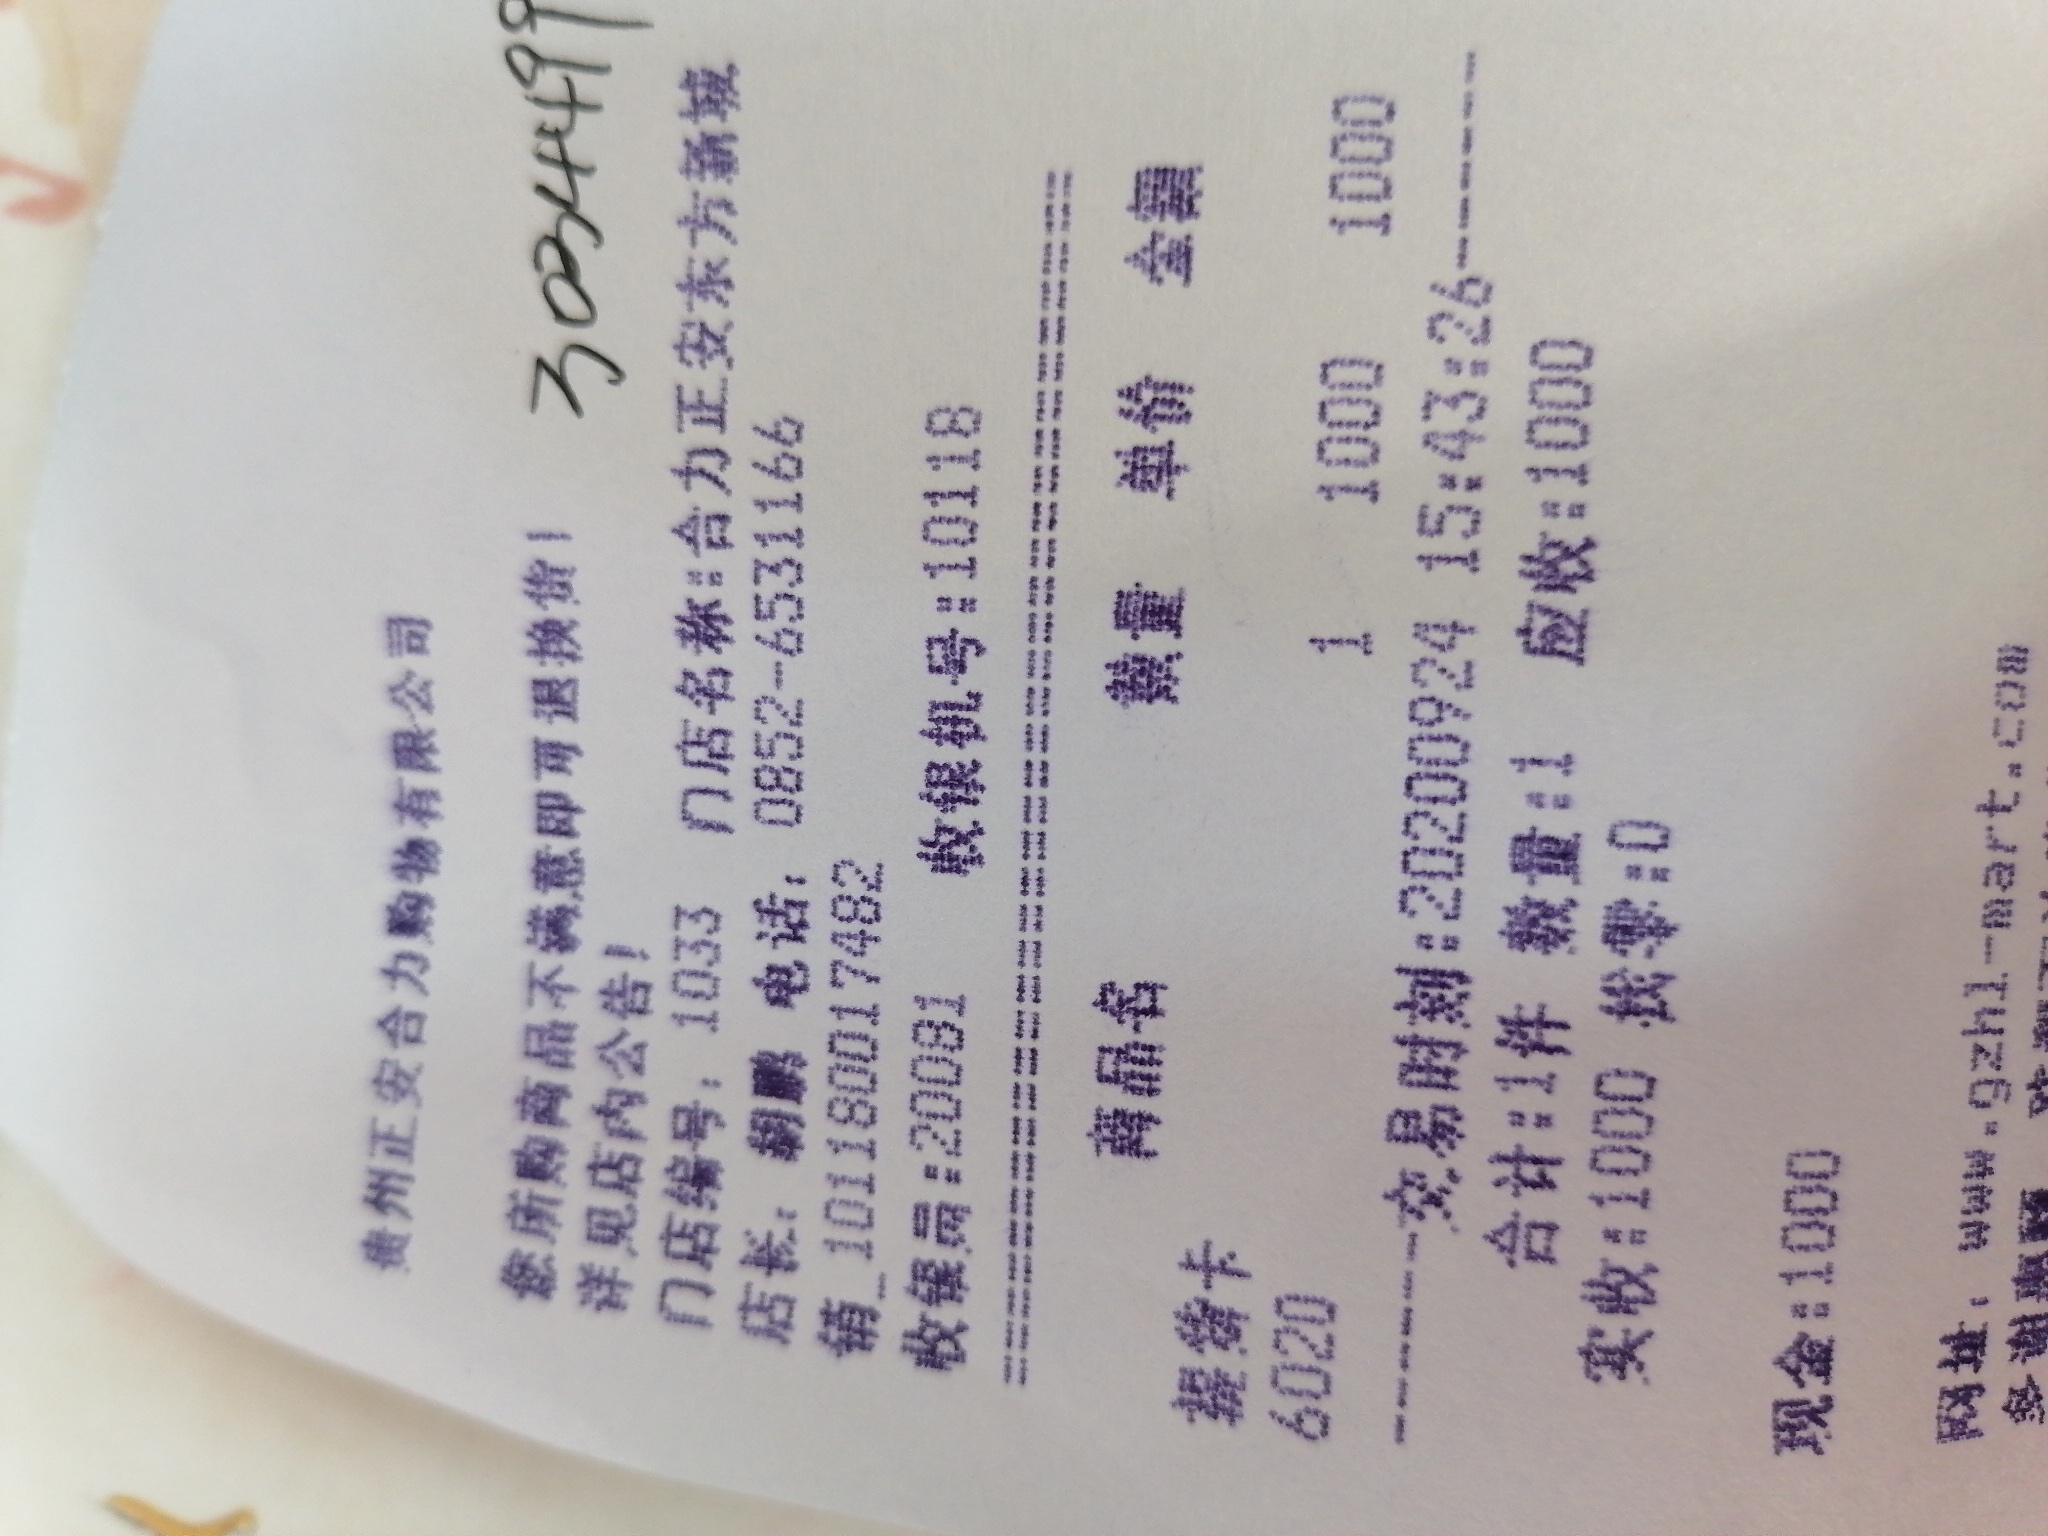 贵州正安合力购物有限公司
3034499
您所购商品不满意即可退换货!
详见店内公告!
门店编号: 1033 门店名称:合力正安东方新城
店长: 胡鹏 电话: 0852-6531166
销_101180017482
收银员:20081 收银机号:10118
商品名 数量 单价 金额
提货卡
6020 1 1000 1000
交易时刻:20200924 15:43:26
合计:1件 数量:1 应收:1000
实收:1000 找零:0
现金:1000
网址: www.gzhl-mart.com
多谢惠顾